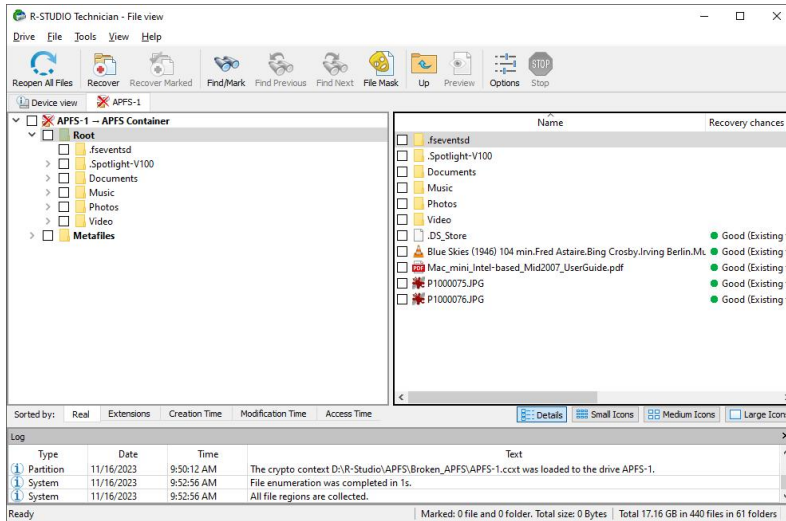 R-STUDIO Technician - File view
Drive File Tools View Help
Reopen All Files Recover Recover Marked Find/Mark Find Previous Find Next File Mask Up Preview Options Stop
STOP
Device view APFS-1
APFS-1 → APFS Container
Root
.fseventsd
.Spotlight-V100
Documents
Music
Photos
Video
Metafiles
Name Recovery chances
.fseventsd
.Spotlight-V100
Documents
Music
Photos
Video
.DS_Store Good (Existing
Blue Skies (1946) 104 min.Fred Astaire.Bing Crosby.Irving Berlin.Mu Good (Existing
PDF Mac_mini_Intel-based_Mid2007_UserGuide.pdf Good (Existing
P1000075.JPG Good (Existing
P1000076.JPG Good (Existing
Sorted by: Real Extensions Creation Time Modification Time Access Time Details Small Icons Medium Icons Large Icon
Log
Type Date Time Text
Partition 11/16/2023 9:50:12 AM The crypto context D:\R-Studio\APFS\Broken_APFS\APFS-1.ccxt was loaded to the drive APFS-1.
System 11/16/2023 9:52:56 AM File enumeration was completed in 1s.
System 11/16/2023 9:52:56 AM All file regions are collected.
Ready Marked: 0 file and 0 folder. Total size: 0 Bytes Total 17.16 GB in 440 files in 61 folders